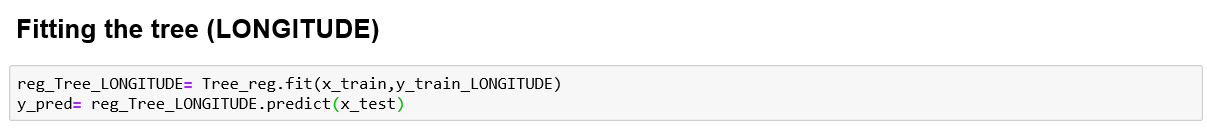 Fitting the tree (LONGITUDE)
reg_Tree_LONGITUDE= Tree_reg.fit(x_train,y_train_LONGITUDE)
y_pred= reg_Tree_LONGITUDE.predict(x_test)